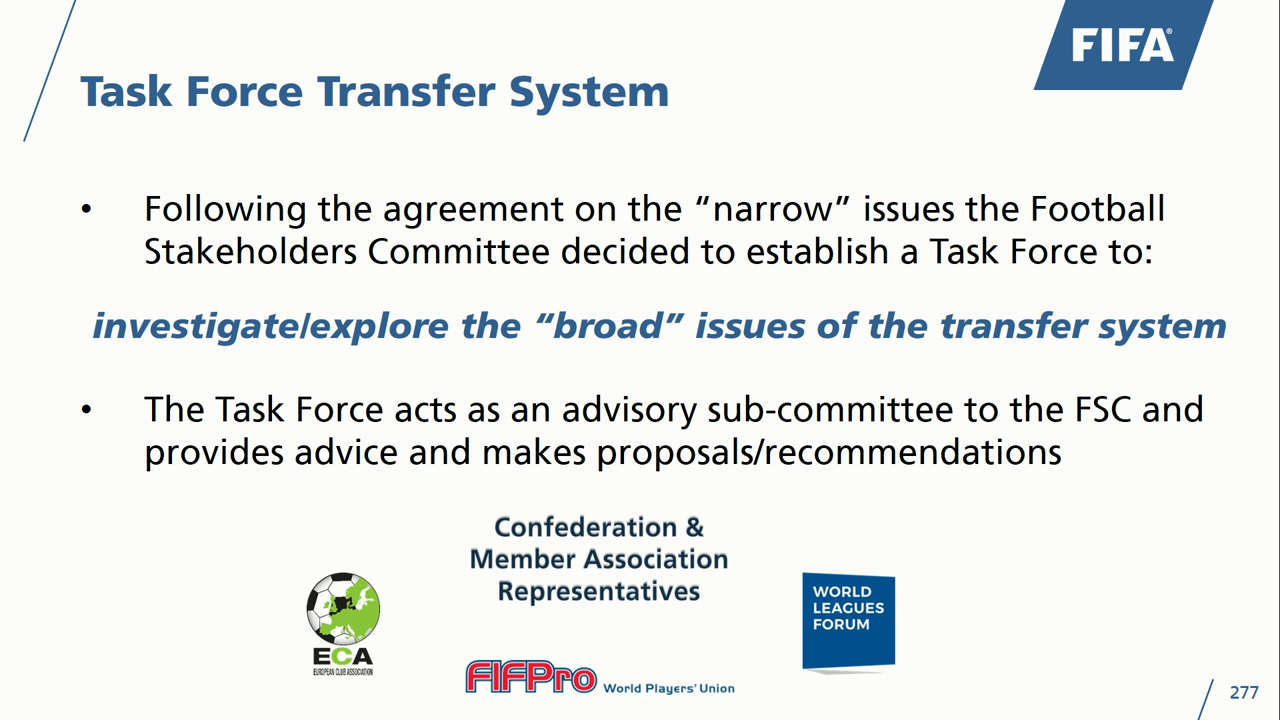 FIFA®
Task Force Transfer System
• Following the agreement on the “narrow” issues the Football
Stakeholders Committee decided to establish a Task Force to:
investigate/explore the “broad” issues of the transfer system
• The Task Force acts as an advisory sub-committee to the FSC and
provides advice and makes proposals/recommendations
Confederation &
Member Association
Representatives
ECA
EUROPEAN CLUB ASSOCIATION
WORLD
LEAGUES
FORUM
FIFPro World Players' Union
277